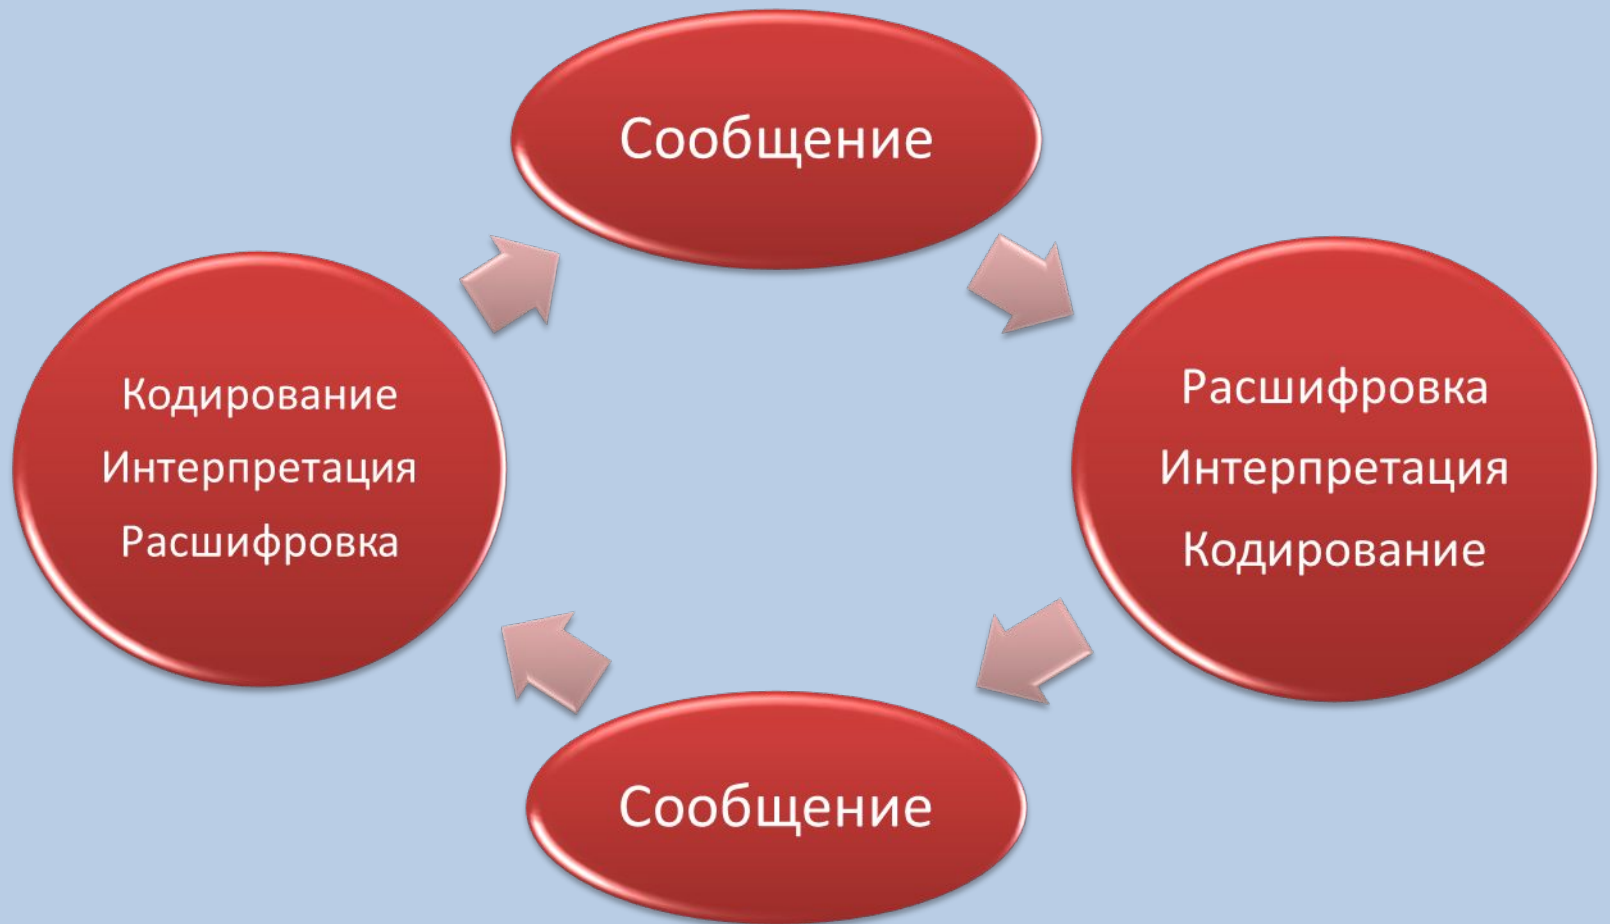 Сообщение
Кодирование
Интерпретация
Расшифровка
Расшифровка
Интерпретация
Кодирование
Сообщение